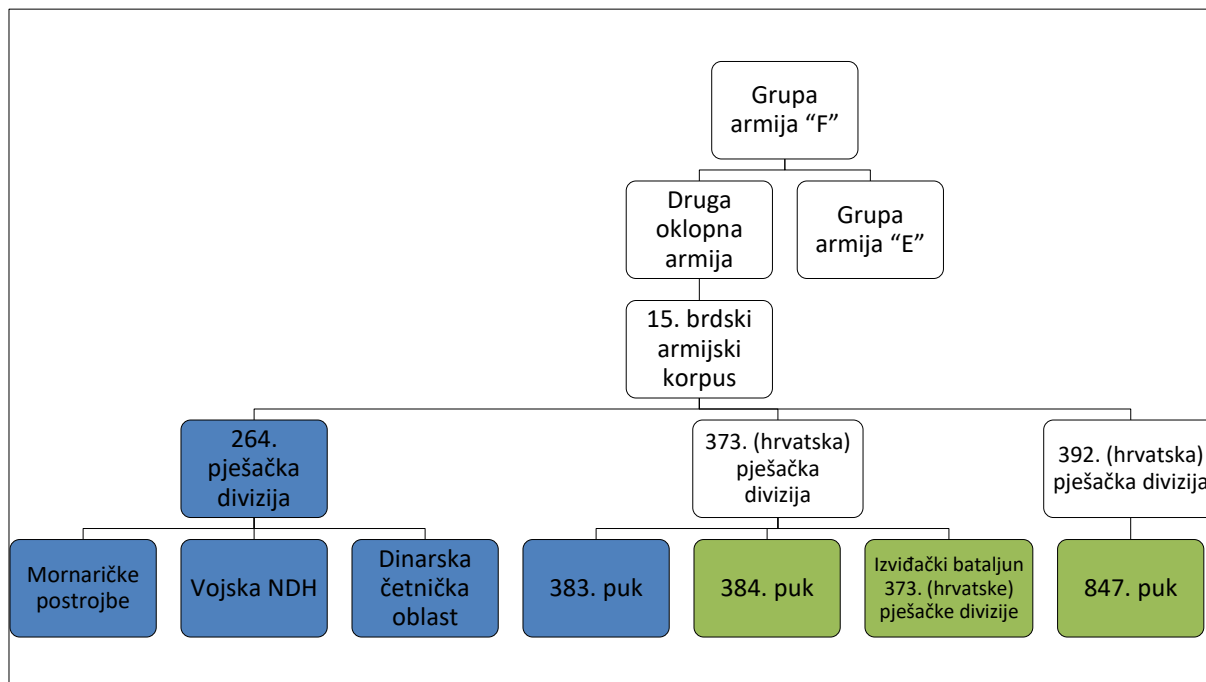 Grupa
armija “F”
Druga
oklopna
armija
Grupa
armija “E”
15. brdski
armijski
korpus
264.
pješačka
divizija
373. (hrvatska)
pješačka
divizija
392. (hrvatska)
pješačka divizija
Mornaričke
postrojbe
Vojska NDH
Dinarska
četnička
oblast
383. puk
384. puk
Izviđački bataljun
373. (hrvatske)
pješačke divizije
847. puk